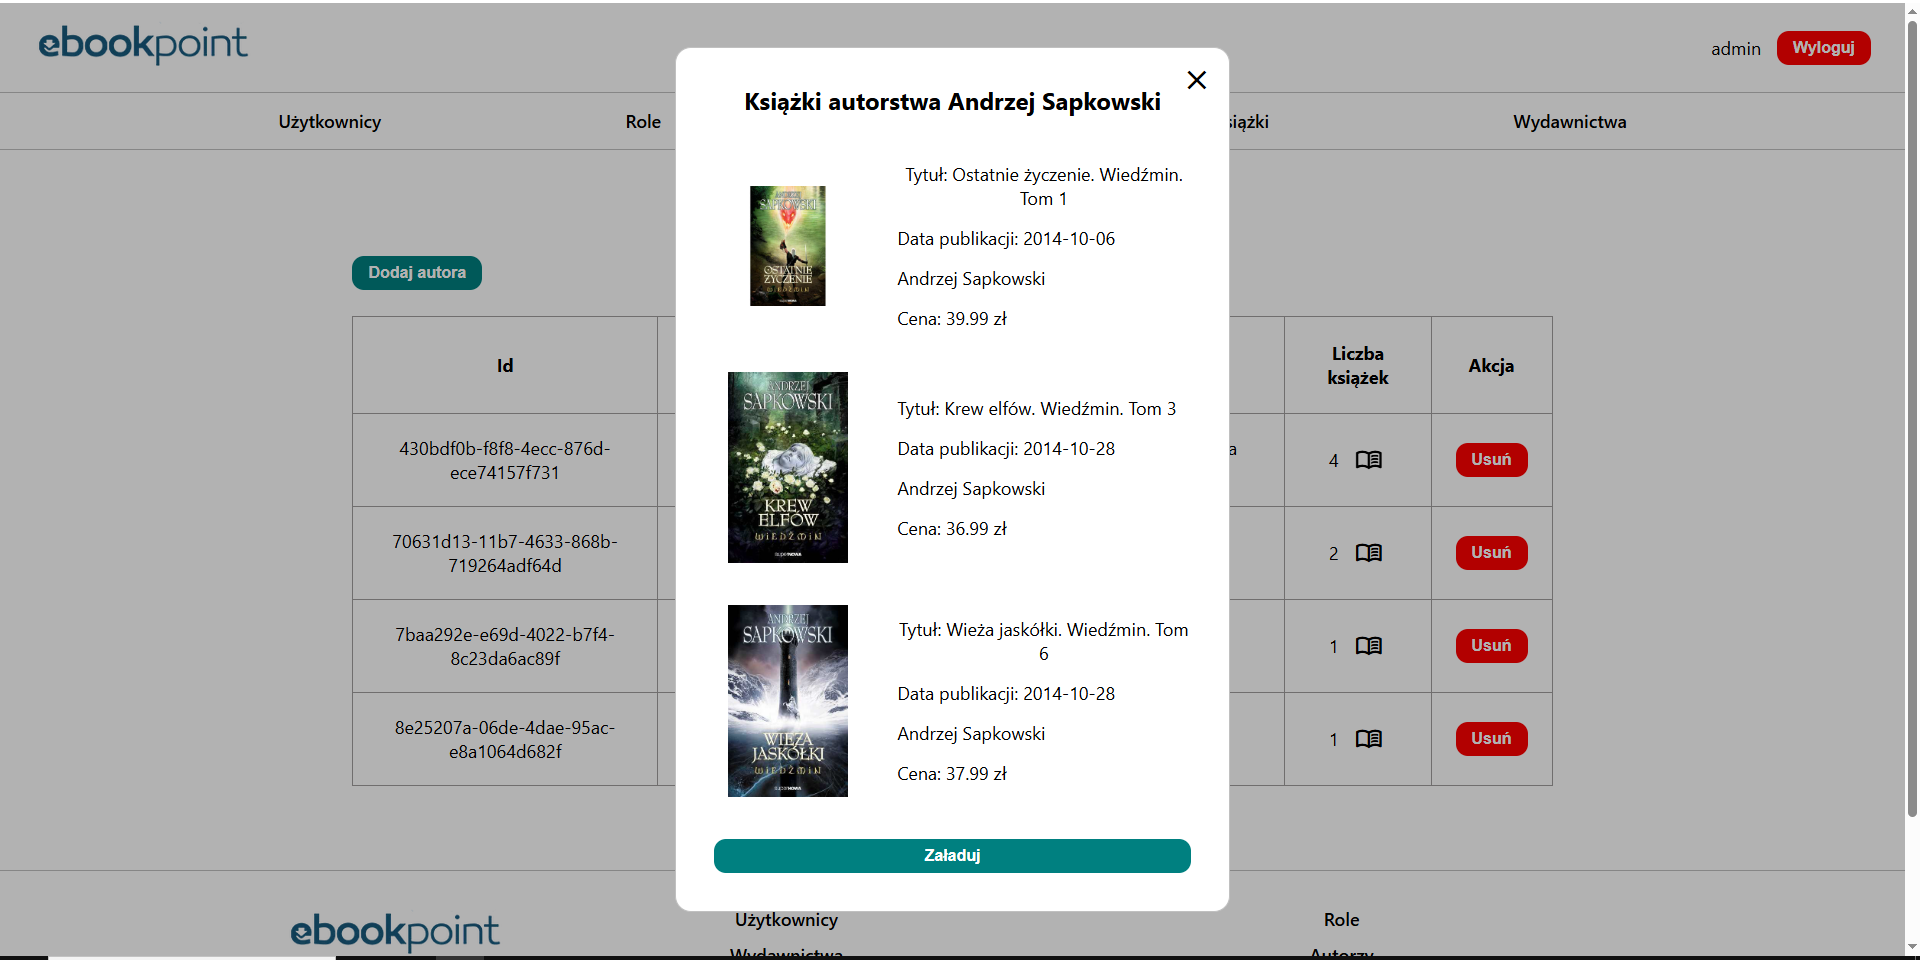 ebookpoint
admin
Wyloguj
Użytkownicy
Role
siążki
Wydawnictwa
Książki autorstwa Andrzej Sapkowski
ANDRZEJ
SAPKOWSKI
OSTATNIE
ŻYCZENIE
WIEDŹMIN
Tytuł: Ostatnie życzenie. Wiedźmin.
Tom 1
Data publikacji: 2014-10-06
Andrzej Sapkowski
Cena: 39.99 zł
ANDRZEJ
SAPKOWSKI
KREW
ELFÓW
WIEDŹMIN
superNOWA
Tytuł: Krew elfów. Wiedźmin. Tom 3
Data publikacji: 2014-10-28
Andrzej Sapkowski
Cena: 36.99 zł
ANDRZEJ
SAPKOWSKI
WIEŻA
JASKÓŁKI
WIEDŹMIN
superNOWA
Tytuł: Wieża jaskółki. Wiedźmin. Tom
6
Data publikacji: 2014-10-28
Andrzej Sapkowski
Cena: 37.99 zł
Załaduj
Dodaj autora
Id
Liczba
książek
Akcja
430bdf0b-f8f8-4ecc-876d-
ece74157f731
a
4
Usuń
70631d13-11b7-4633-868b-
719264adf64d
2
Usuń
7baa292e-e69d-4022-b7f4-
8c23da6ac89f
1
Usuń
8e25207a-06de-4dae-95ac-
e8a1064d682f
1
Usuń
ebookpoint
Użytkownicy
Role
Wydawnictwa
Autorzy